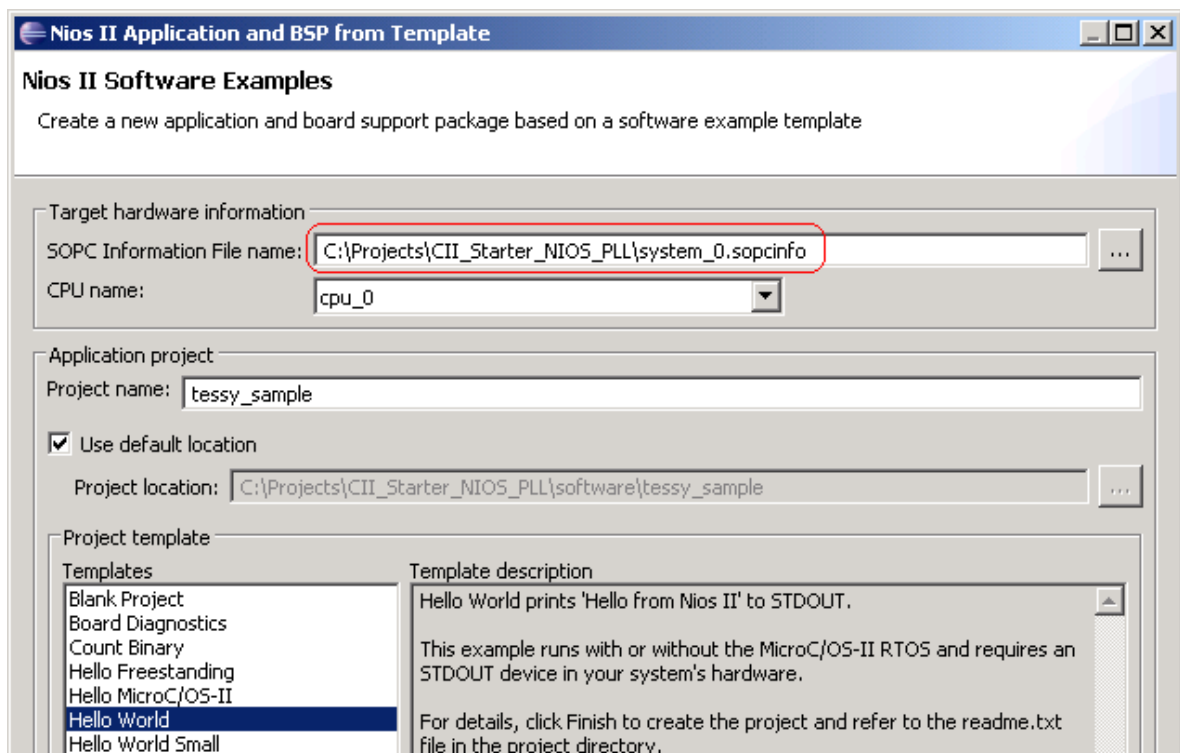 Nios II Application and BSP from Template
Nios II Software Examples
Create a new application and board support package based on a software example template
Target hardware information
SOPC Information File name: C:\Projects\CII_Starter_NIOS_PLL\system_0.sopcinfo ...
CPU name: cpu_0
Application project
Project name: tessy_sample
Use default location
Project location: C:\Projects\CII_Starter_NIOS_PLL\software\tessy_sample ...
Project template
Templates
Blank Project
Board Diagnostics
Count Binary
Hello Freestanding
Hello MicroC/OS-II
Hello World
Hello World Small
Template description
Hello World prints 'Hello from Nios II' to STDOUT.
This example runs with or without the MicroC/OS-II RTOS and requires an
STDOUT device in your system's hardware.
For details, click Finish to create the project and refer to the readme.txt
file in the project directory.